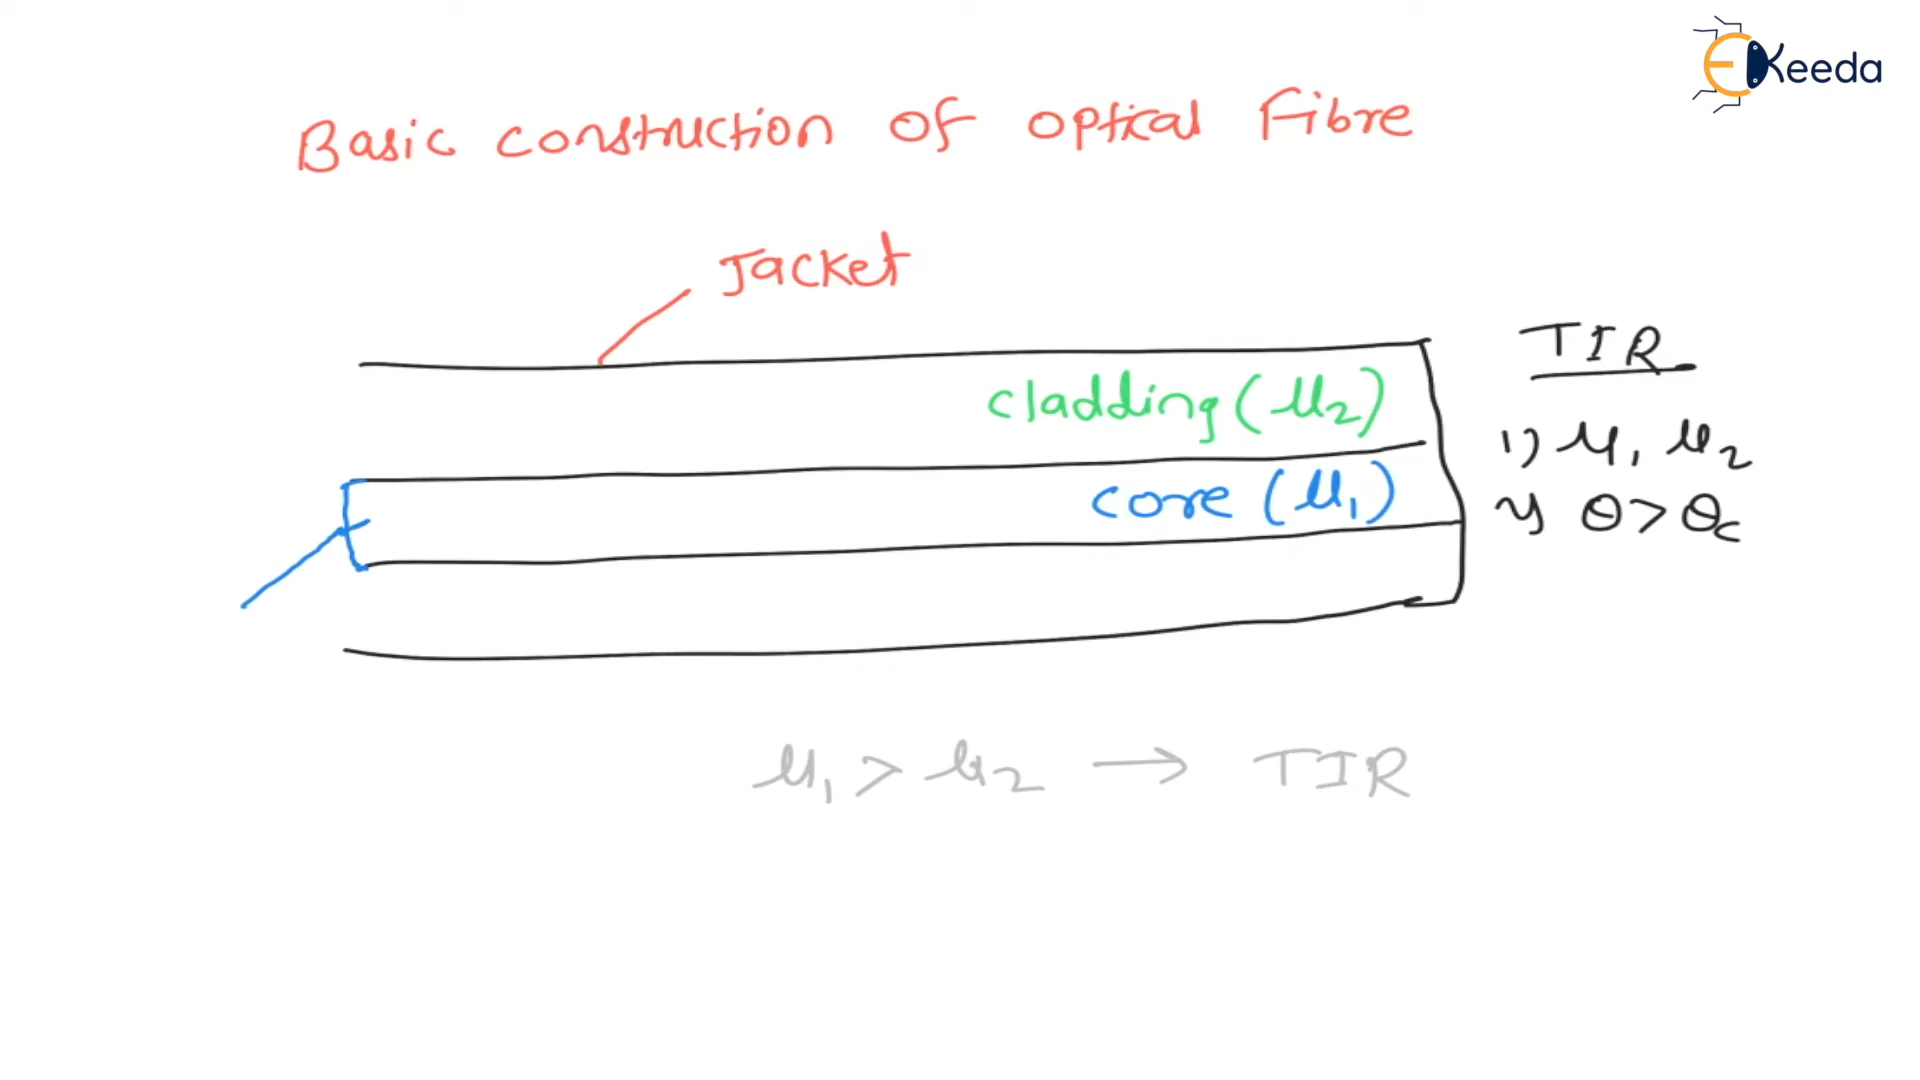 EKeeda
Basic construction of optical Fibre
Jacket
cladding (μ2)
core (μ1)
TIR
1) μ1 μ2
2) θ > θc
μ1 > μ2 → TIR